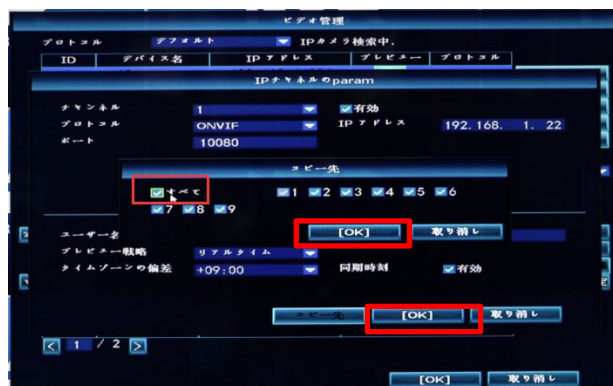 ビデオ管理
プロトコル デフォルト IPカメラ検索中.
ID デバイス名 IPアドレス プレビュー プロトコル
IPチャネルのparam
チャンネル 1 有効
プロトコル ONVIF IPアドレス 192.168. 1. 22
ポート 10080
コピー先
すべて 1 2 3 4 5 6
7 8 9
[OK] 取り消し
ユーザー名
プレビュー戦略 リアルタイム
タイムゾーンの偏差 +09:00 同期時刻 有効
コピー先 [OK] 取り消し
< 1 / 2 >
[OK] 取り消し